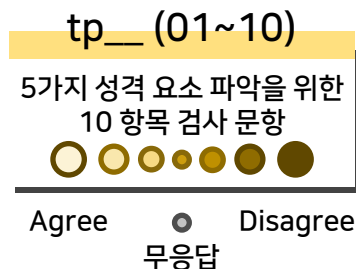 tp__ (01~10)
5가지 성격 요소 파악을 위한
10 항목 검사 문항
Agree Disagree
무응답